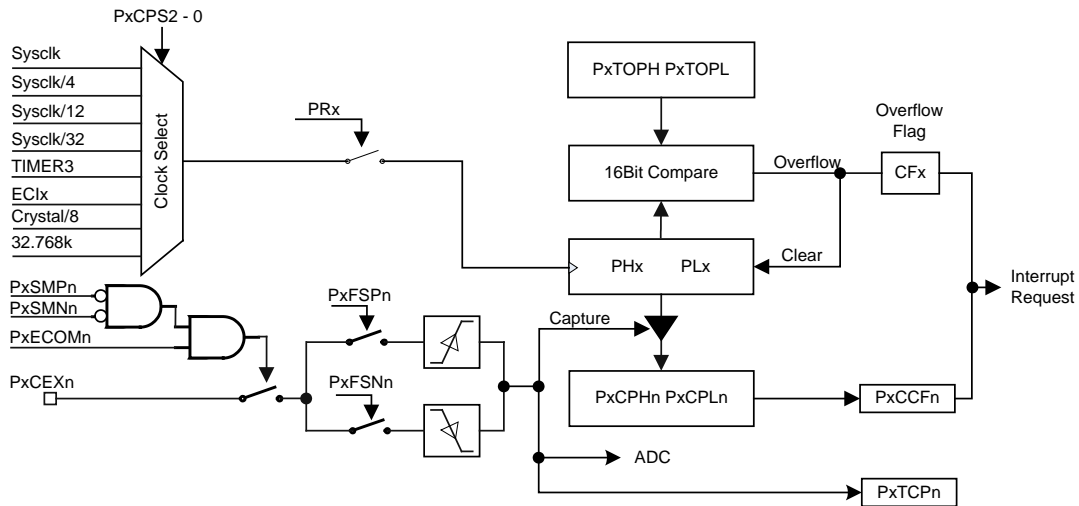 PxCPS2 - 0
Sysclk
Sysclk/4
Sysclk/12
Sysclk/32
TIMER3
ECIx
Crystal/8
32.768k
Clock Select
PRx
PxTOPH PxTOPL
16Bit Compare
Overflow
Overflow
Flag
CFx
PHx PLx
Clear
Interrupt
Request
PxSMPn
PxSMNn
PxECOMn
PxCEXn
PxFSPn
PxFSNn
Capture
PxCPHn PxCPLn
PxCCFn
ADC
PxTCPn